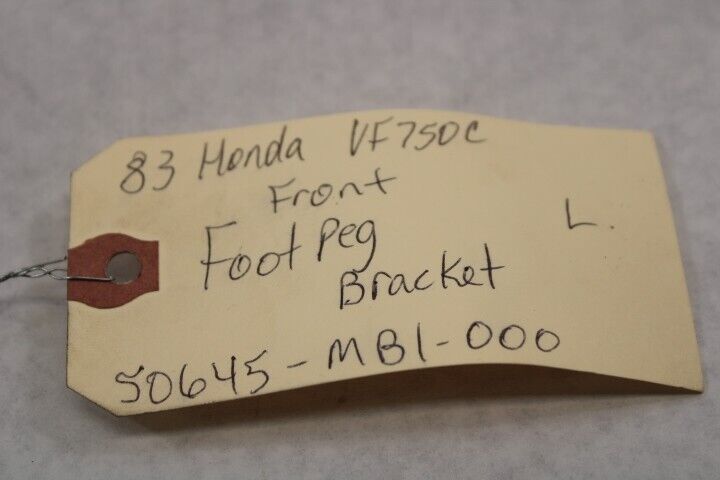 83 Honda VF750C
Front
Foot Peg L.
Bracket
50645-MB1-000